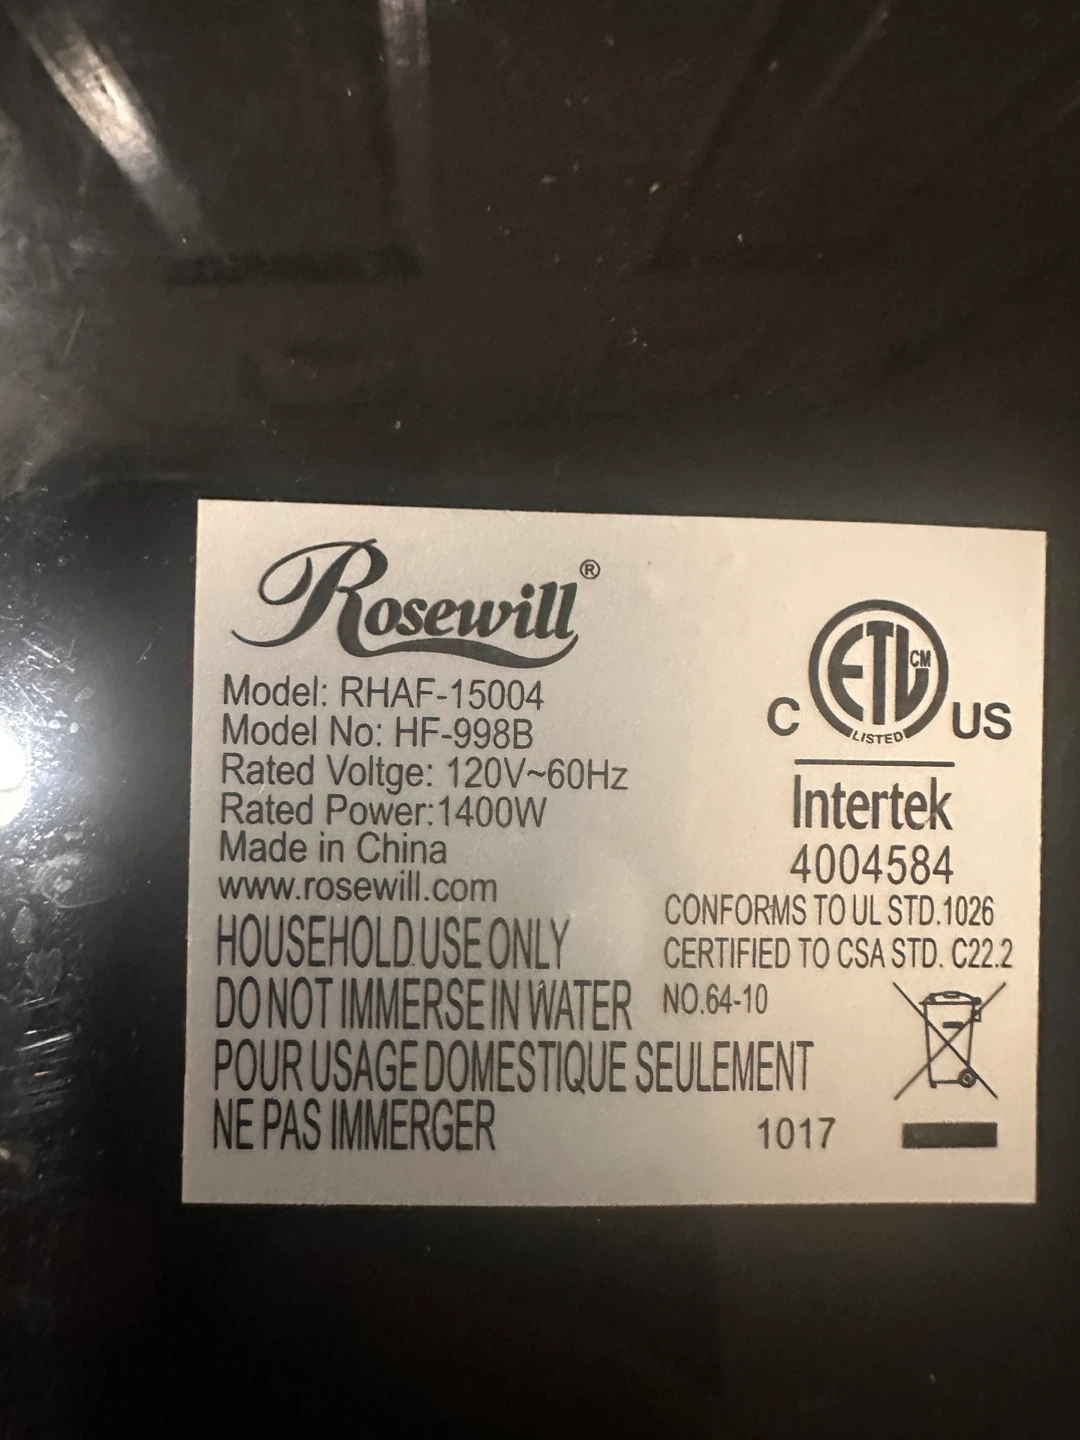 Rosewill®
Model: RHAF-15004
Model No: HF-998B
Rated Voltge: 120V~60Hz
Rated Power:1400W
Made in China
www.rosewill.com
HOUSEHOLD USE ONLY
DO NOT IMMERSE IN WATER
POUR USAGE DOMESTIQUE SEULEMENT
NE PAS IMMERGER
C ETL CM US
LISTED
Intertek
4004584
CONFORMS TO UL STD.1026
CERTIFIED TO CSA STD. C22.2
NO.64-10
1017